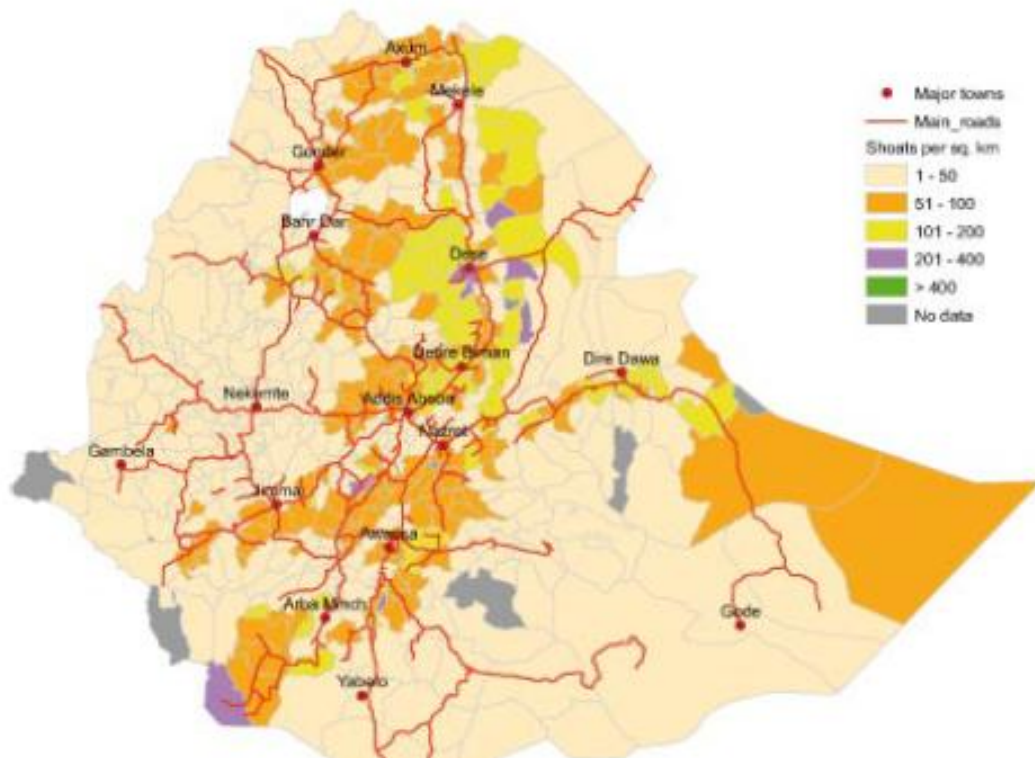 Axum
Mekele
Gonder
Bahr Dar
Dese
Debre Birhan
Dire Dawa
Nekemte
Addis Ababa
Nazret
Gambela
Jimma
Awassa
Arba Minch
Gode
Yabelo
Major towns
Main_roads
Shoats per sq. km
1 - 50
51 - 100
101 - 200
201 - 400
> 400
No data